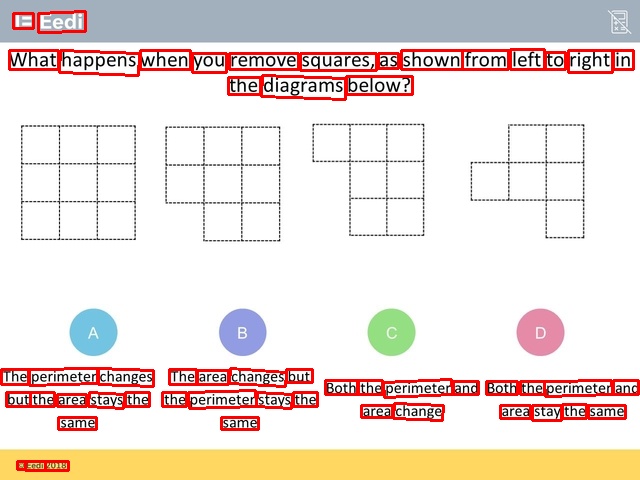 Eedi
What happens when you remove squares, as shown from left to right in
the diagrams below?
A
B
C
D
The perimeter changes
but the area stays the
same
The area changes but
the perimeter stays the
same
Both the perimeter and
area change
Both the perimeter and
area stay the same
© Eedi 2018